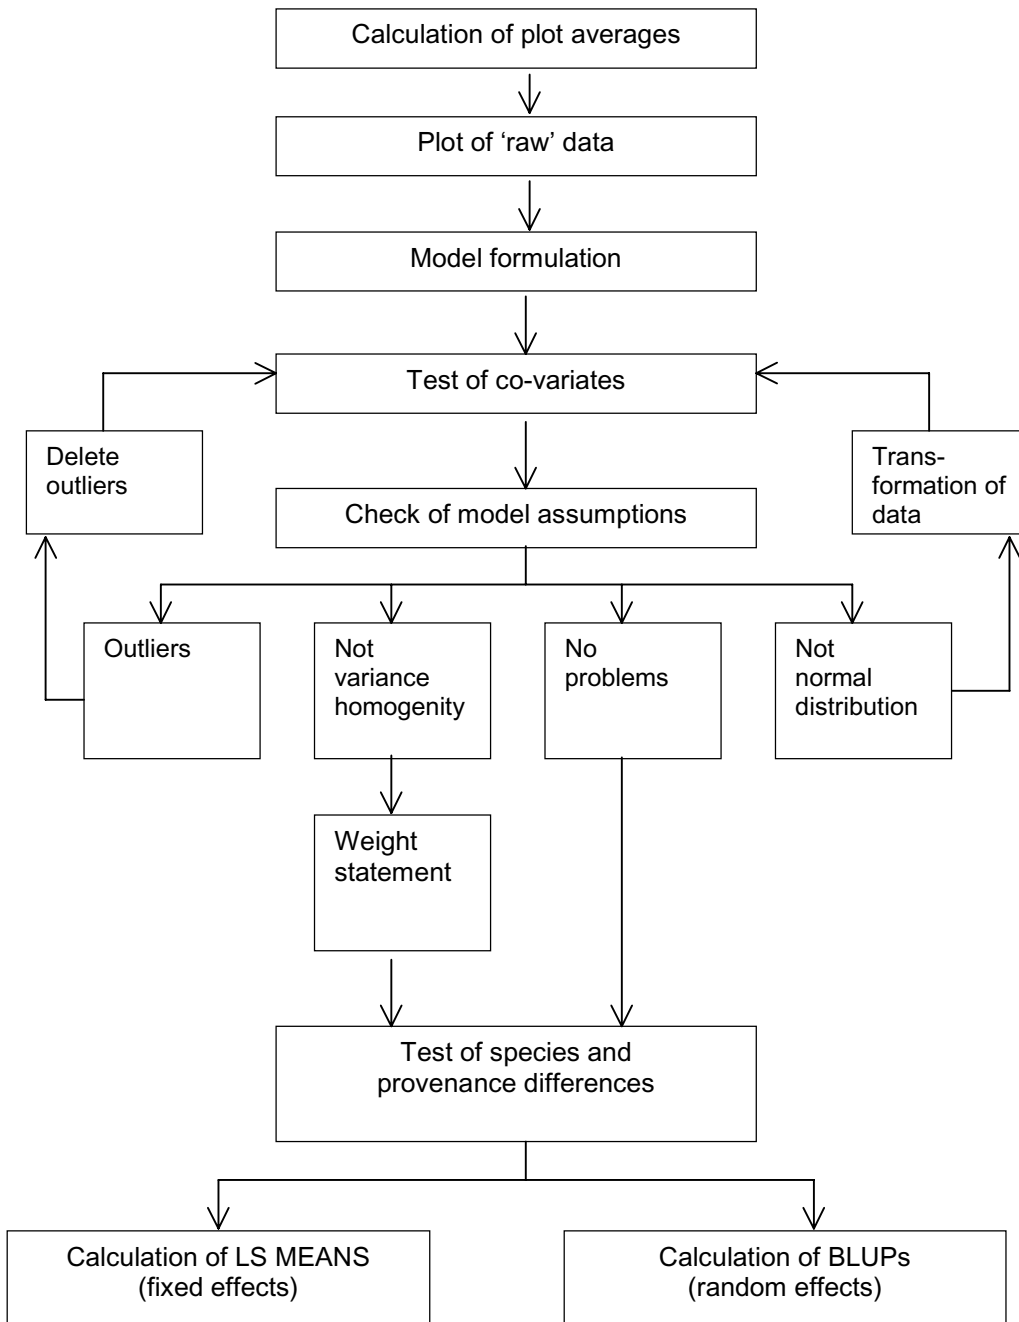 Calculation of plot averages
Plot of ‘raw’ data
Model formulation
Test of co-variates
Delete
outliers
Trans-
formation of
data
Check of model assumptions
Outliers
Not
variance
homogenity
No
problems
Not
normal
distribution
Weight
statement
Test of species and
provenance differences
Calculation of LS MEANS
(fixed effects)
Calculation of BLUPs
(random effects)